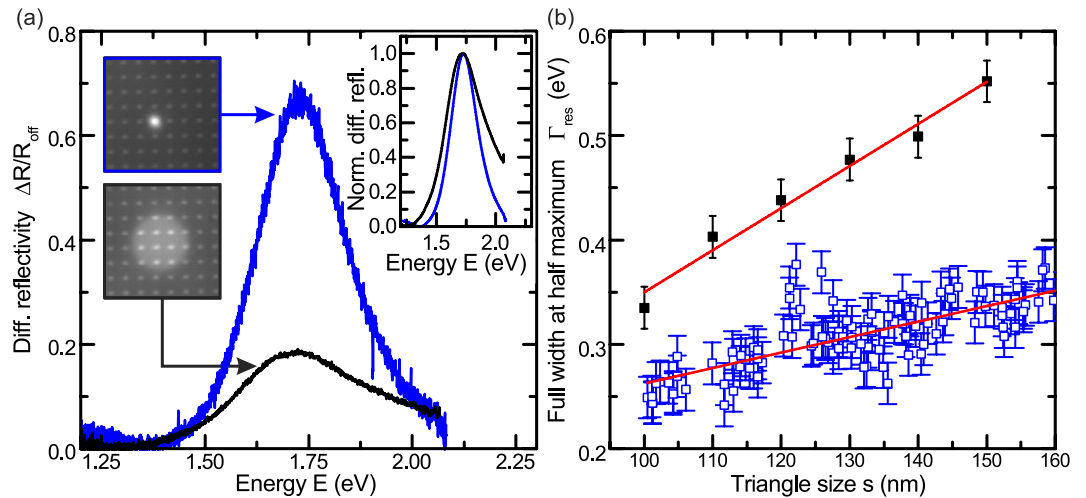 (a)
0.8
0.6
0.4
0.2
0.0
Diff. reflectivity ΔR/R_off
1.25 1.50 1.75 2.00 2.25
Energy E (eV)
1.0
0.8
0.6
0.4
0.2
0.0
Norm. diff. refl.
1.5 2.0
Energy E (eV)
(b)
0.6
0.5
0.4
0.3
0.2
Full width at half maximum Γ_res (eV)
100 110 120 130 140 150 160
Triangle size s (nm)